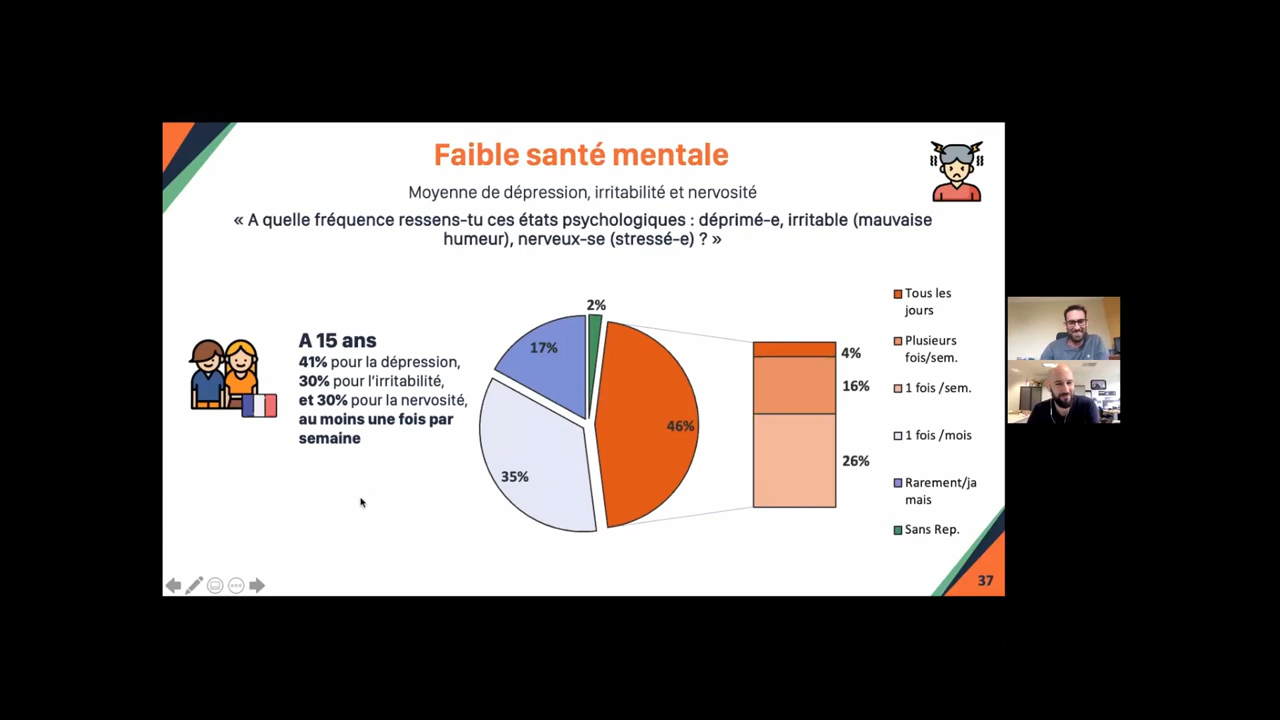 Faible santé mentale
Moyenne de dépression, irritabilité et nervosité
« A quelle fréquence ressens-tu ces états psychologiques : déprimé-e, irritable (mauvaise
humeur), nerveux-se (stressé-e) ? »
A 15 ans
41% pour la dépression,
30% pour l'irritabilité,
et 30% pour la nervosité,
au moins une fois par
semaine
2%
17%
46%
35%
4%
16%
26%
Tous les
jours
Plusieurs
fois/sem.
1 fois /sem.
1 fois /mois
Rarement/ja
mais
Sans Rep.
37